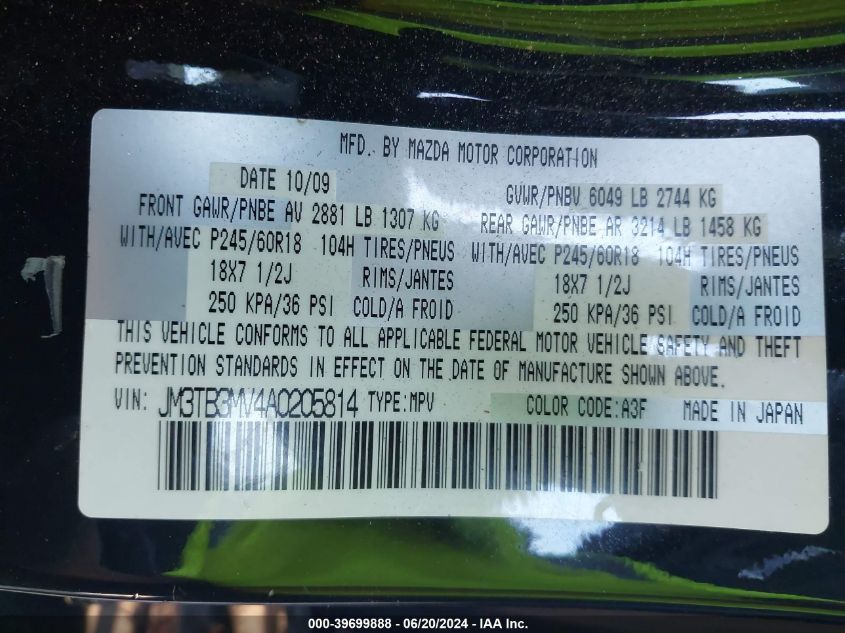 MFD. BY MAZDA MOTOR CORPORATION
DATE 10/09 GVWR/PNBV 6049 LB 2744 KG
FRONT GAWR/PNBE AV 2881 LB 1307 KG REAR GAWR/PNBE AR 3214 LB 1458 KG
WITH/AVEC P245/60R18 104H TIRES/PNEUS WITH/AVEC P245/60R18 104H TIRES/PNEUS
18X7 1/2J RIMS/JANTES 18X7 1/2J RIMS/JANTES
250 KPA/36 PSI COLD/A FROID 250 KPA/36 PSI COLD/A FROID
THIS VEHICLE CONFORMS TO ALL APPLICABLE FEDERAL MOTOR VEHICLE SAFETY AND THEFT
PREVENTION STANDARDS IN EFFECT ON THE DATE OF MANUFACTURE SHOWN ABOVE.
VIN: JM3TB3MV4A0205814 TYPE:MPV COLOR CODE:A3F MADE IN JAPAN
000-39699888 - 06/20/2024 - IAA Inc.